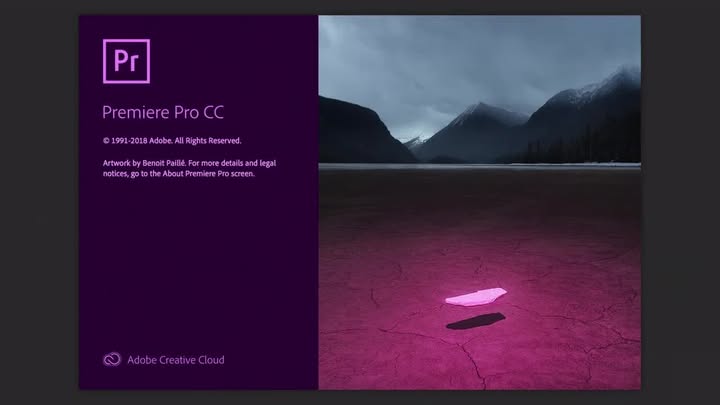 Pr
Premiere Pro CC
© 1991-2018 Adobe. All Rights Reserved.
Artwork by Benoit Paillé. For more details and legal
notices, go to the About Premiere Pro screen.
Adobe Creative Cloud